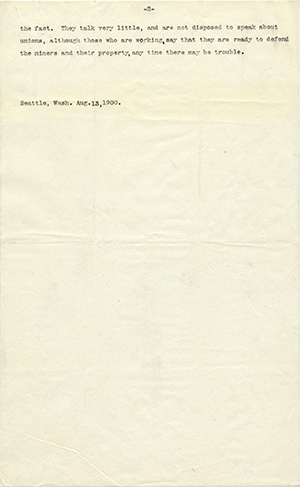 -2-
the fact. They talk very little, and are not disposed to speak about
unions, although those who are working, say that they are ready to defend
the miners and their property, any time there may be trouble.
Seattle, Wash. Aug.13,1900.